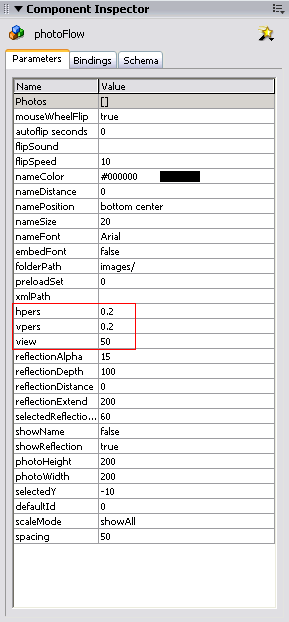 Component Inspector
photoFlow
Parameters Bindings Schema
Name Value
Photos []
mouseWheelFlip true
autoflip seconds 0
flipSound
flipSpeed 10
nameColor #000000
nameDistance 0
namePosition bottom center
nameSize 20
nameFont Arial
embedFont false
folderPath images/
preloadSet 0
xmlPath
hpers 0.2
vpers 0.2
view 50
reflectionAlpha 15
reflectionDepth 100
reflectionDistance 0
reflectionExtend 200
selectedReflectio... 60
showName false
showReflection true
photoHeight 200
photoWidth 200
selectedY -10
defaultId 0
scaleMode showAll
spacing 50